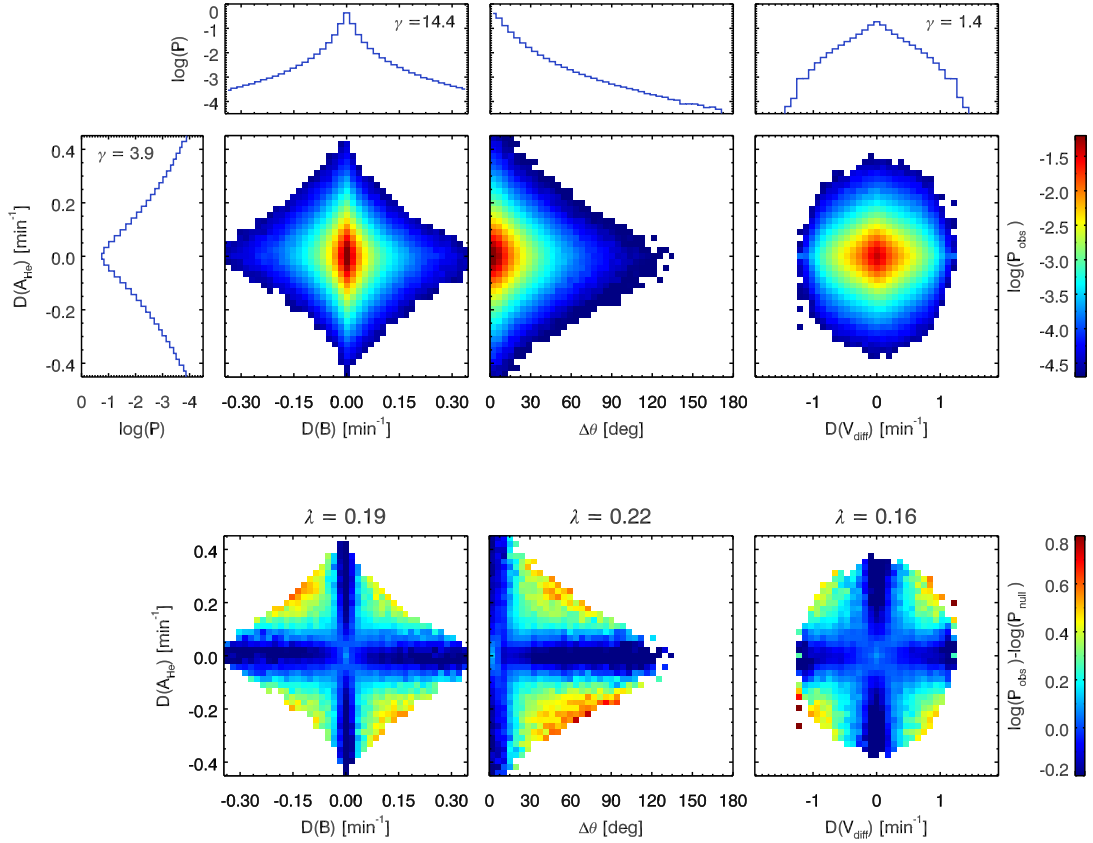 0
-1
-2
-3
-4
log(P)
γ = 14.4
γ = 1.4
0.4
0.2
0.0
-0.2
-0.4
D(A_He) [min⁻¹]
γ = 3.9
0 -1 -2 -3 -4
log(P)
-0.30 -0.15 0.00 0.15 0.30
D(B) [min⁻¹]
0 30 60 90 120 150 180
Δθ [deg]
-1 0 1
D(V_diff) [min⁻¹]
log(P_obs)
-1.5
-2.0
-2.5
-3.0
-3.5
-4.0
-4.5
λ = 0.19
λ = 0.22
λ = 0.16
0.4
0.2
0.0
-0.2
-0.4
D(A_He) [min⁻¹]
-0.30 -0.15 0.00 0.15 0.30
D(B) [min⁻¹]
0 30 60 90 120 150 180
Δθ [deg]
-1 0 1
D(V_diff) [min⁻¹]
log(P_obs)-log(P_null)
0.8
0.6
0.4
0.2
0.0
-0.2